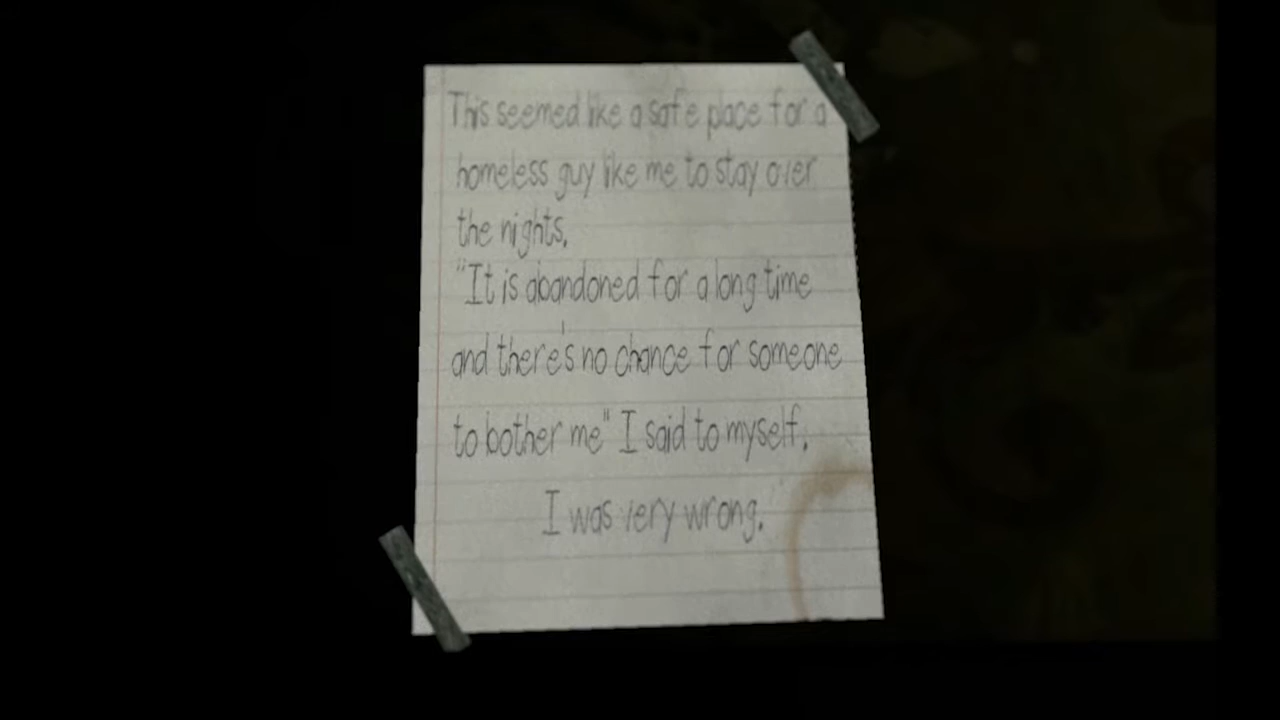 This seemed like a safe place for a
homeless guy like me to stay over
the nights.
"It is abandoned for a long time
and there's no chance for someone
to bother me" I said to myself.
I was very wrong.